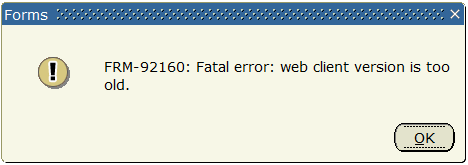 Forms
FRM-92160: Fatal error: web client version is too
old.
OK